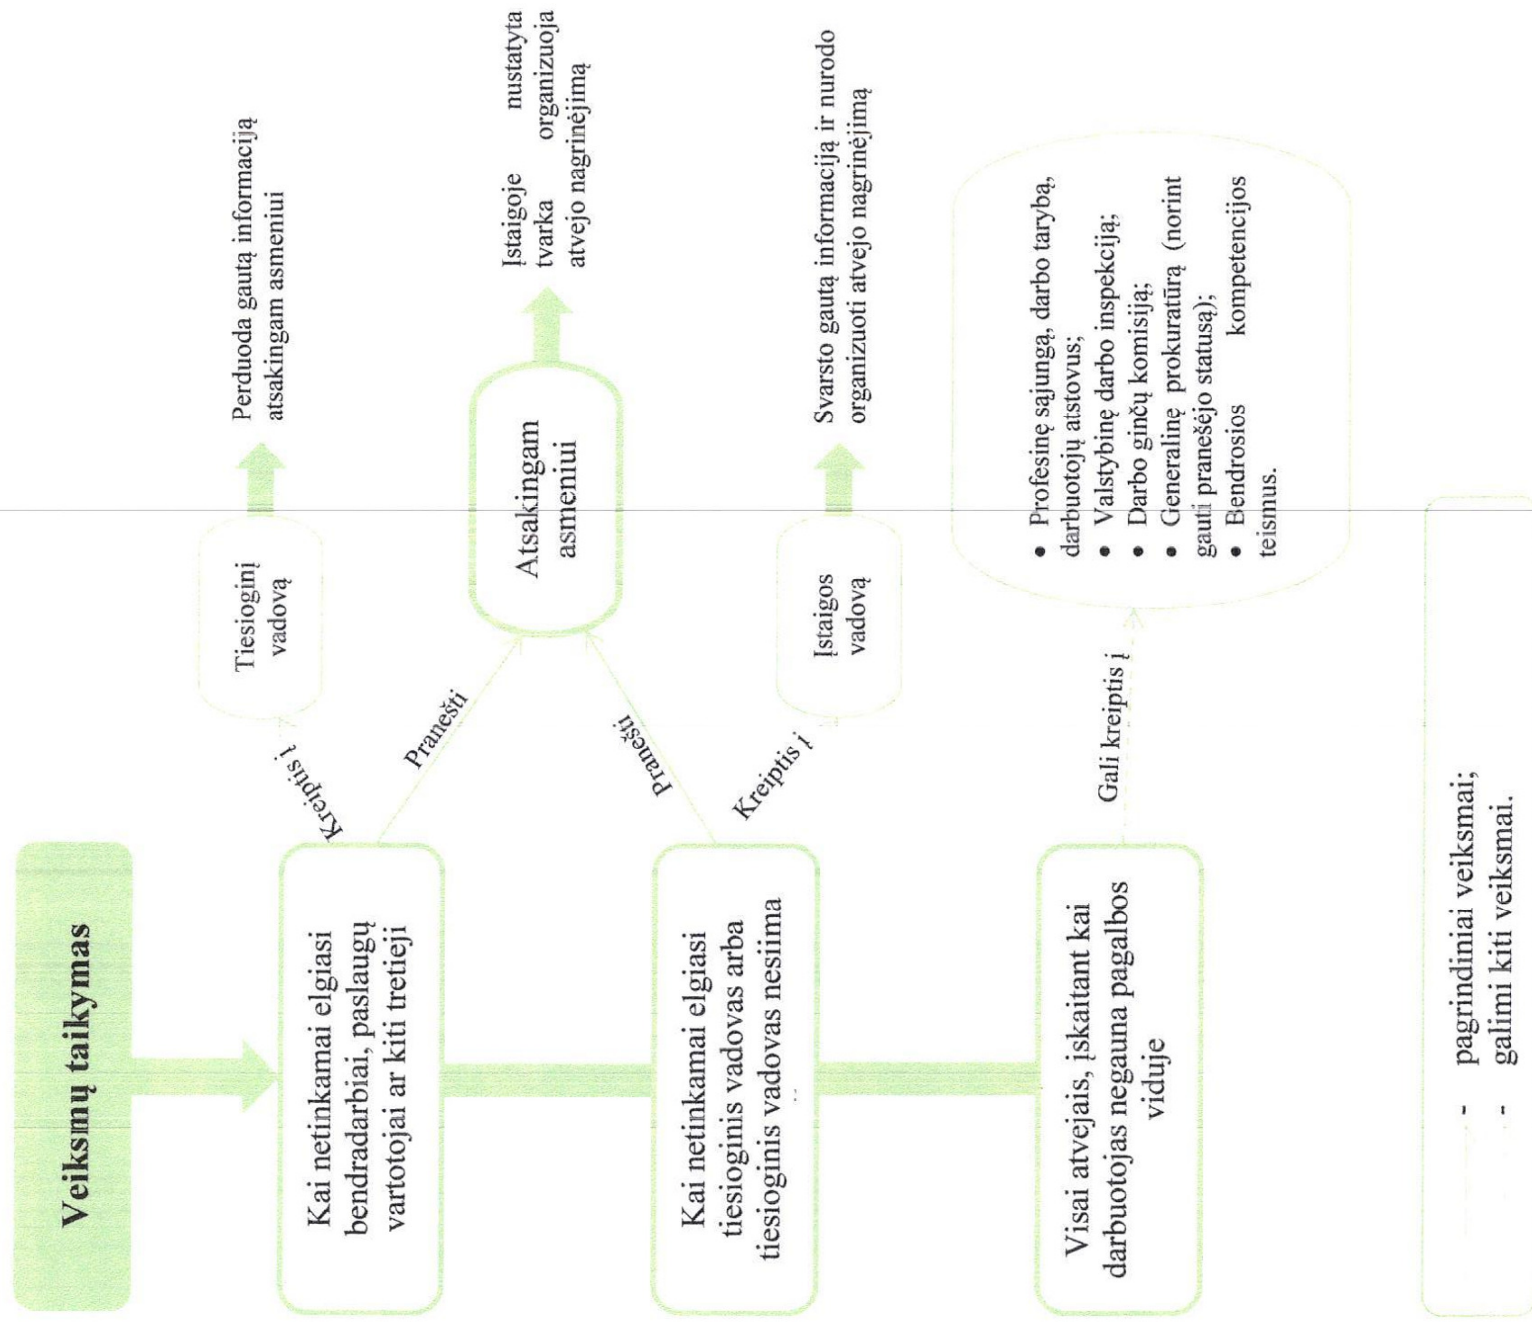 Veiksmų taikymas
Kai netinkamai elgiasi
bendradarbiai, paslaugų
vartotojai ar kiti tretieji
Kreiptis į
Tiesioginį
vadovą
Perduoda gautą informaciją
atsakingam asmeniui
Pranešti
Atsakingam
asmeniui
Įstaigoje nustatyta
tvarka organizuoja
atvejo nagrinėjimą
Kai netinkamai elgiasi
tiesioginis vadovas arba
tiesioginis vadovas nesiima
Pranešti
Kreiptis į
Įstaigos
vadovą
Svarsto gautą informaciją ir nurodo
organizuoti atvejo nagrinėjimą
Visai atvejais, įskaitant kai
darbuotojas negauna pagalbos
viduje
Gali kreiptis į
• Profesinę sąjungą, darbo tarybą,
darbuotojų atstovus;
• Valstybinę darbo inspekciją;
• Darbo ginčų komisiją;
• Generalinę prokuratūrą (norint
gauti pranešėjo statusą);
• Bendrosios kompetencijos
teismus.
- pagrindiniai veiksmai;
- galimi kiti veiksmai.